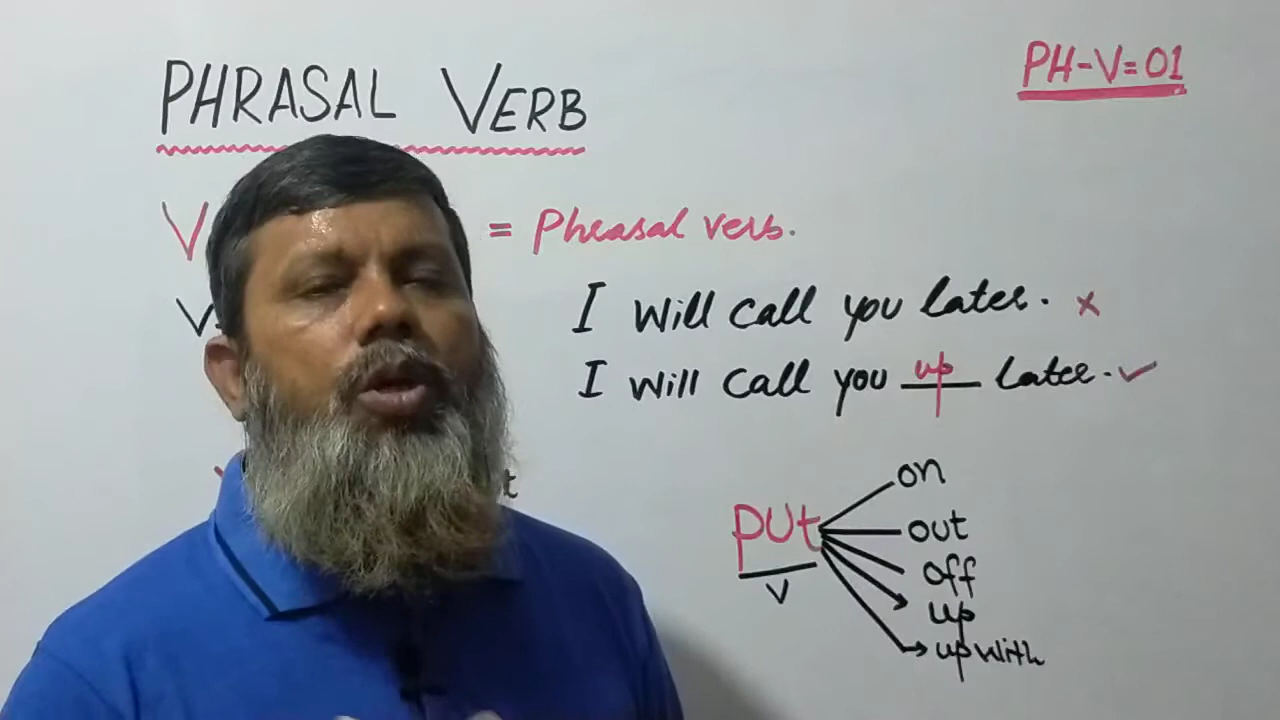 PHRASAL VERB
PH-V=01
V = Phrasal verb.
V.
I will call you later. ×
I will call you up later. ✓
t
put
V
on
out
off
up
up with